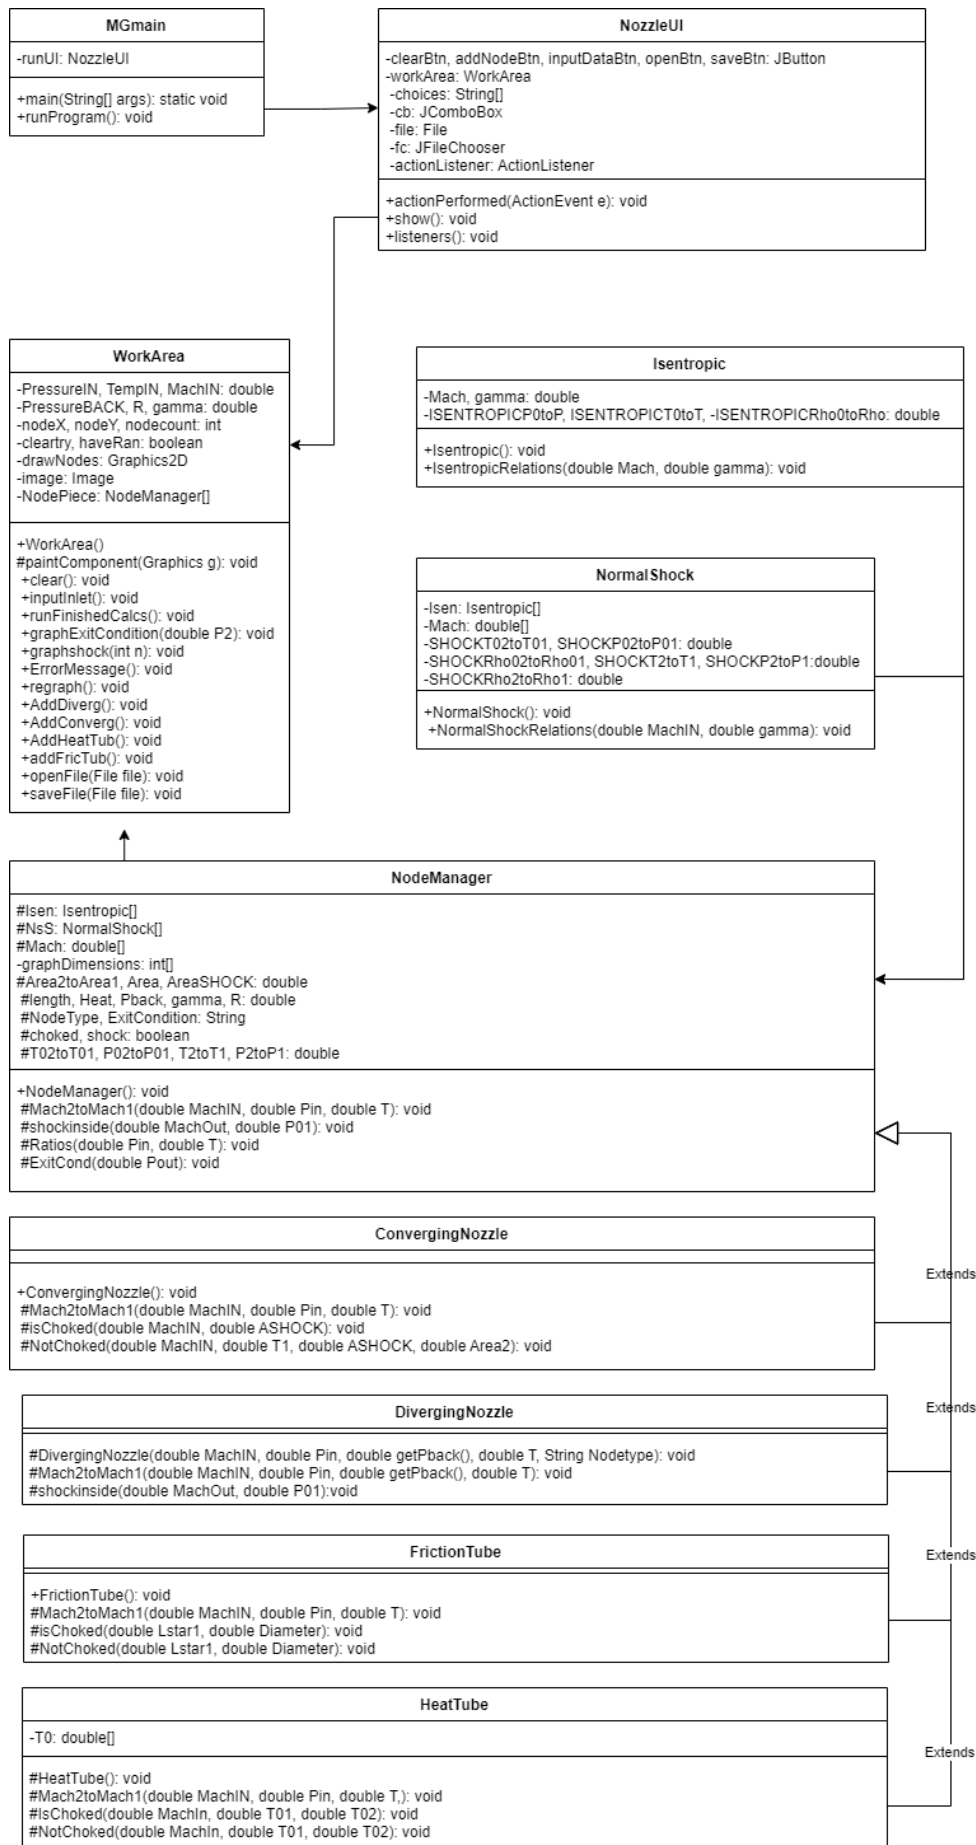 MGmain
-runUI: NozzleUI
+main(String[] args): static void
+runProgram(): void
NozzleUI
-clearBtn, addNodeBtn, inputDataBtn, openBtn, saveBtn: JButton
-workArea: WorkArea
-choices: String[]
-cb: JComboBox
-file: File
-fc: JFileChooser
-actionListener: ActionListener
+actionPerformed(ActionEvent e): void
+show(): void
+listeners(): void
WorkArea
-PressureIN, TempIN, MachIN: double
-PressureBACK, R, gamma: double
-nodeX, nodeY, nodecount: int
-cleartry, haveRan: boolean
-drawNodes: Graphics2D
-image: Image
-NodePiece: NodeManager[]
+WorkArea()
#paintComponent(Graphics g): void
+clear(): void
+inputInlet(): void
+runFinishedCalcs(): void
+graphExitCondition(double P2): void
+graphshock(int n): void
+ErrorMessage(): void
+regraph(): void
+AddDiverg(): void
+AddConverg(): void
+AddHeatTub(): void
+addFricTub(): void
+openFile(File file): void
+saveFile(File file): void
Isentropic
-Mach, gamma: double
-ISENTROPICP0toP, ISENTROPICT0toT, -ISENTROPICRho0toRho: double
+Isentropic(): void
+IsentropicRelations(double Mach, double gamma): void
NormalShock
-Isen: Isentropic[]
-Mach: double[]
-SHOCKT02toT01, SHOCKP02toP01: double
-SHOCKRho02toRho01, SHOCKT2toT1, SHOCKP2toP1:double
-SHOCKRho2toRho1: double
+NormalShock(): void
+NormalShockRelations(double MachIN, double gamma): void
NodeManager
#Isen: Isentropic[]
#NsS: NormalShock[]
#Mach: double[]
-graphDimensions: int[]
#Area2toArea1, Area, AreaSHOCK: double
#length, Heat, Pback, gamma, R: double
#NodeType, ExitCondition: String
#choked, shock: boolean
#T02toT01, P02toP01, T2toT1, P2toP1: double
+NodeManager(): void
#Mach2toMach1(double MachIN, double Pin, double T): void
#shockinside(double MachOut, double P01): void
#Ratios(double Pin, double T): void
#ExitCond(double Pout): void
ConvergingNozzle
+ConvergingNozzle(): void
#Mach2toMach1(double MachIN, double Pin, double T): void
#isChoked(double MachIN, double ASHOCK): void
#NotChoked(double MachIN, double T1, double ASHOCK, double Area2): void
Extends
DivergingNozzle
#DivergingNozzle(double MachIN, double Pin, double getPback(), double T, String Nodetype): void
#Mach2toMach1(double MachIN, double Pin, double getPback(), double T): void
#shockinside(double MachOut, double P01):void
Extends
FrictionTube
+FrictionTube(): void
#Mach2toMach1(double MachIN, double Pin, double T): void
#isChoked(double Lstar1, double Diameter): void
#NotChoked(double Lstar1, double Diameter): void
Extends
HeatTube
-T0: double[]
#HeatTube(): void
#Mach2toMach1(double MachIN, double Pin, double T,): void
#IsChoked(double MachIn, double T01, double T02): void
#NotChoked(double MachIn, double T01, double T02): void
Extends